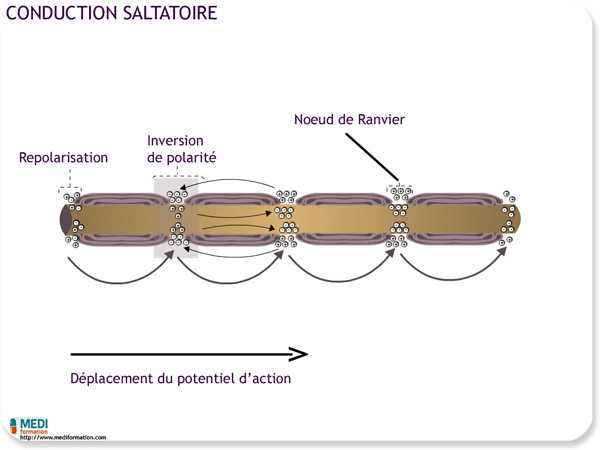 CONDUCTION SALTATOIRE
Noeud de Ranvier
Inversion
de polarité
Repolarisation
Déplacement du potentiel d’action
MEDI
formation
http://www.mediformation.com